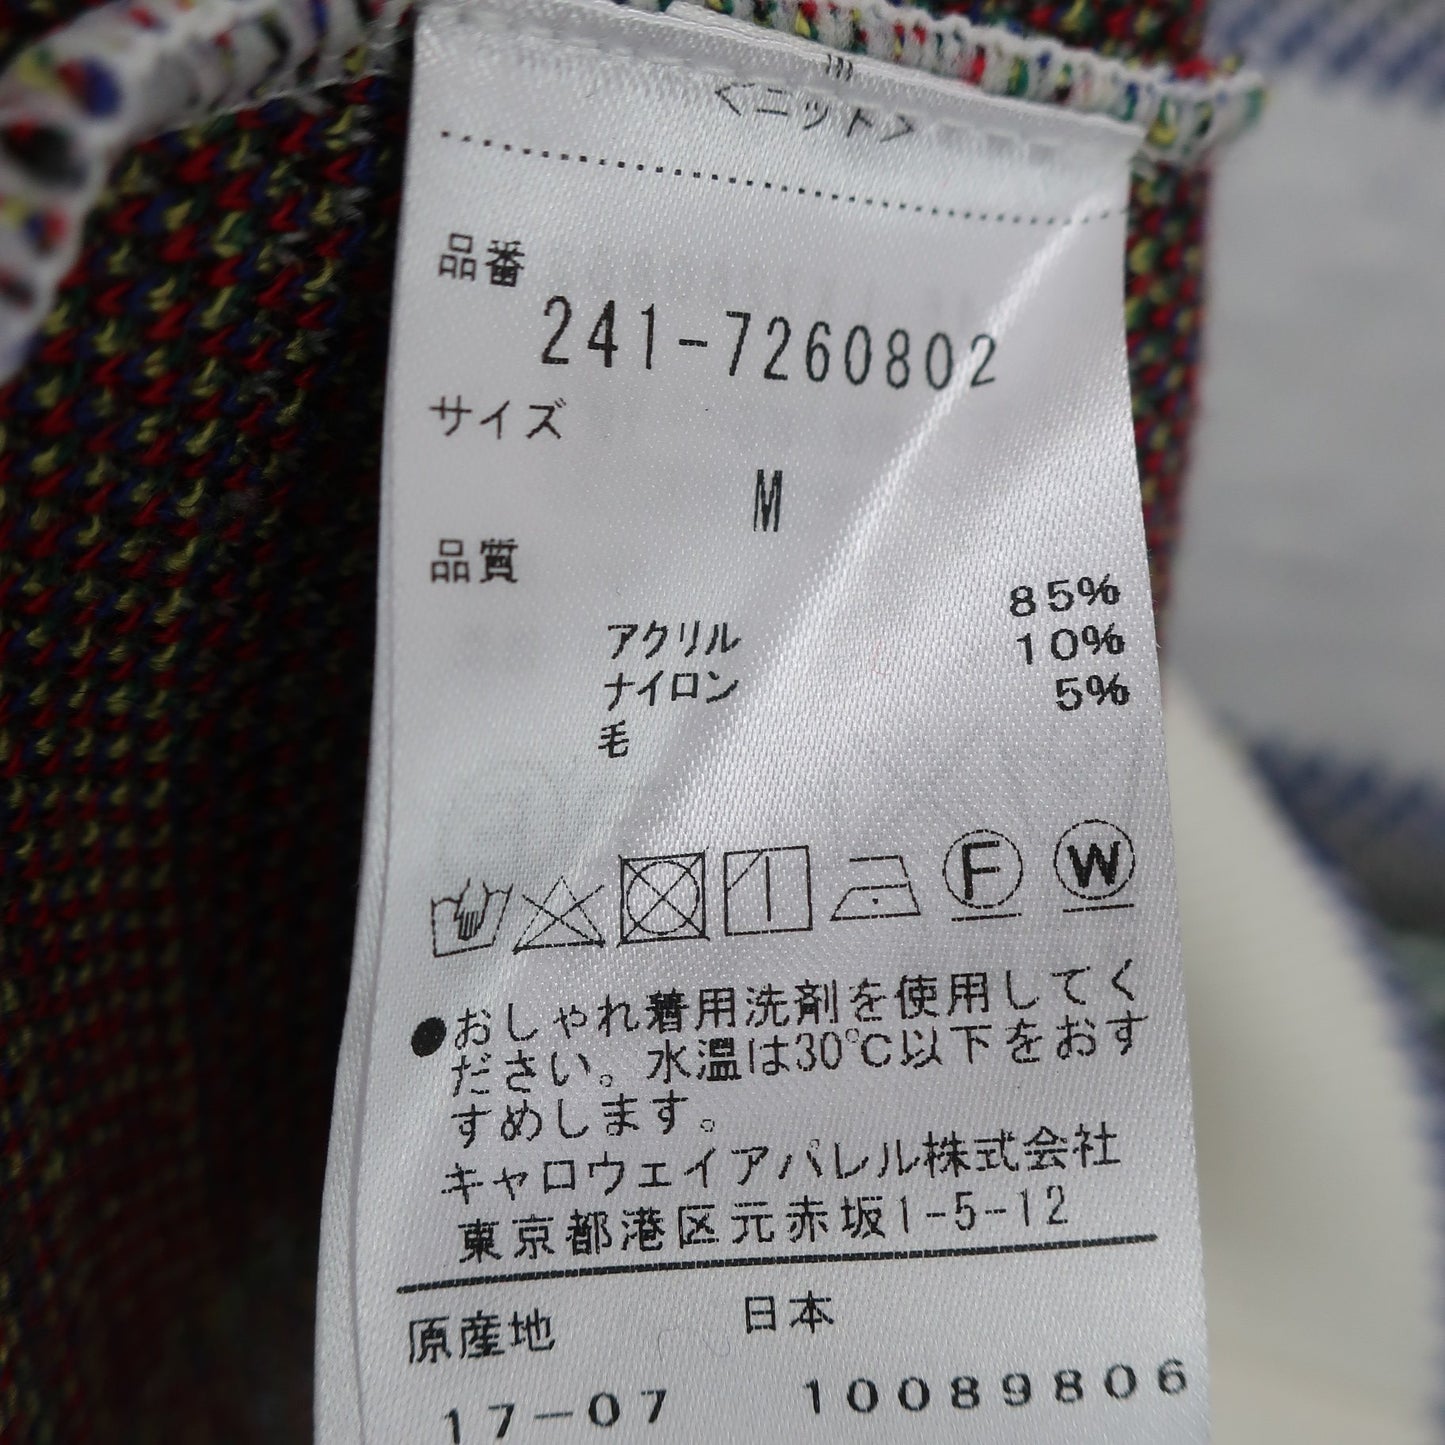 <ニット>
品番
241-7260802
サイズ
M
品質
アクリル 85%
ナイロン 10%
毛 5%
F W
●おしゃれ着用洗剤を使用してく
ださい。水温は30℃以下をおす
すめします。
キャロウェイアパレル株式会社
東京都港区元赤坂1-5-12
原産地 日本
17-07 10089806